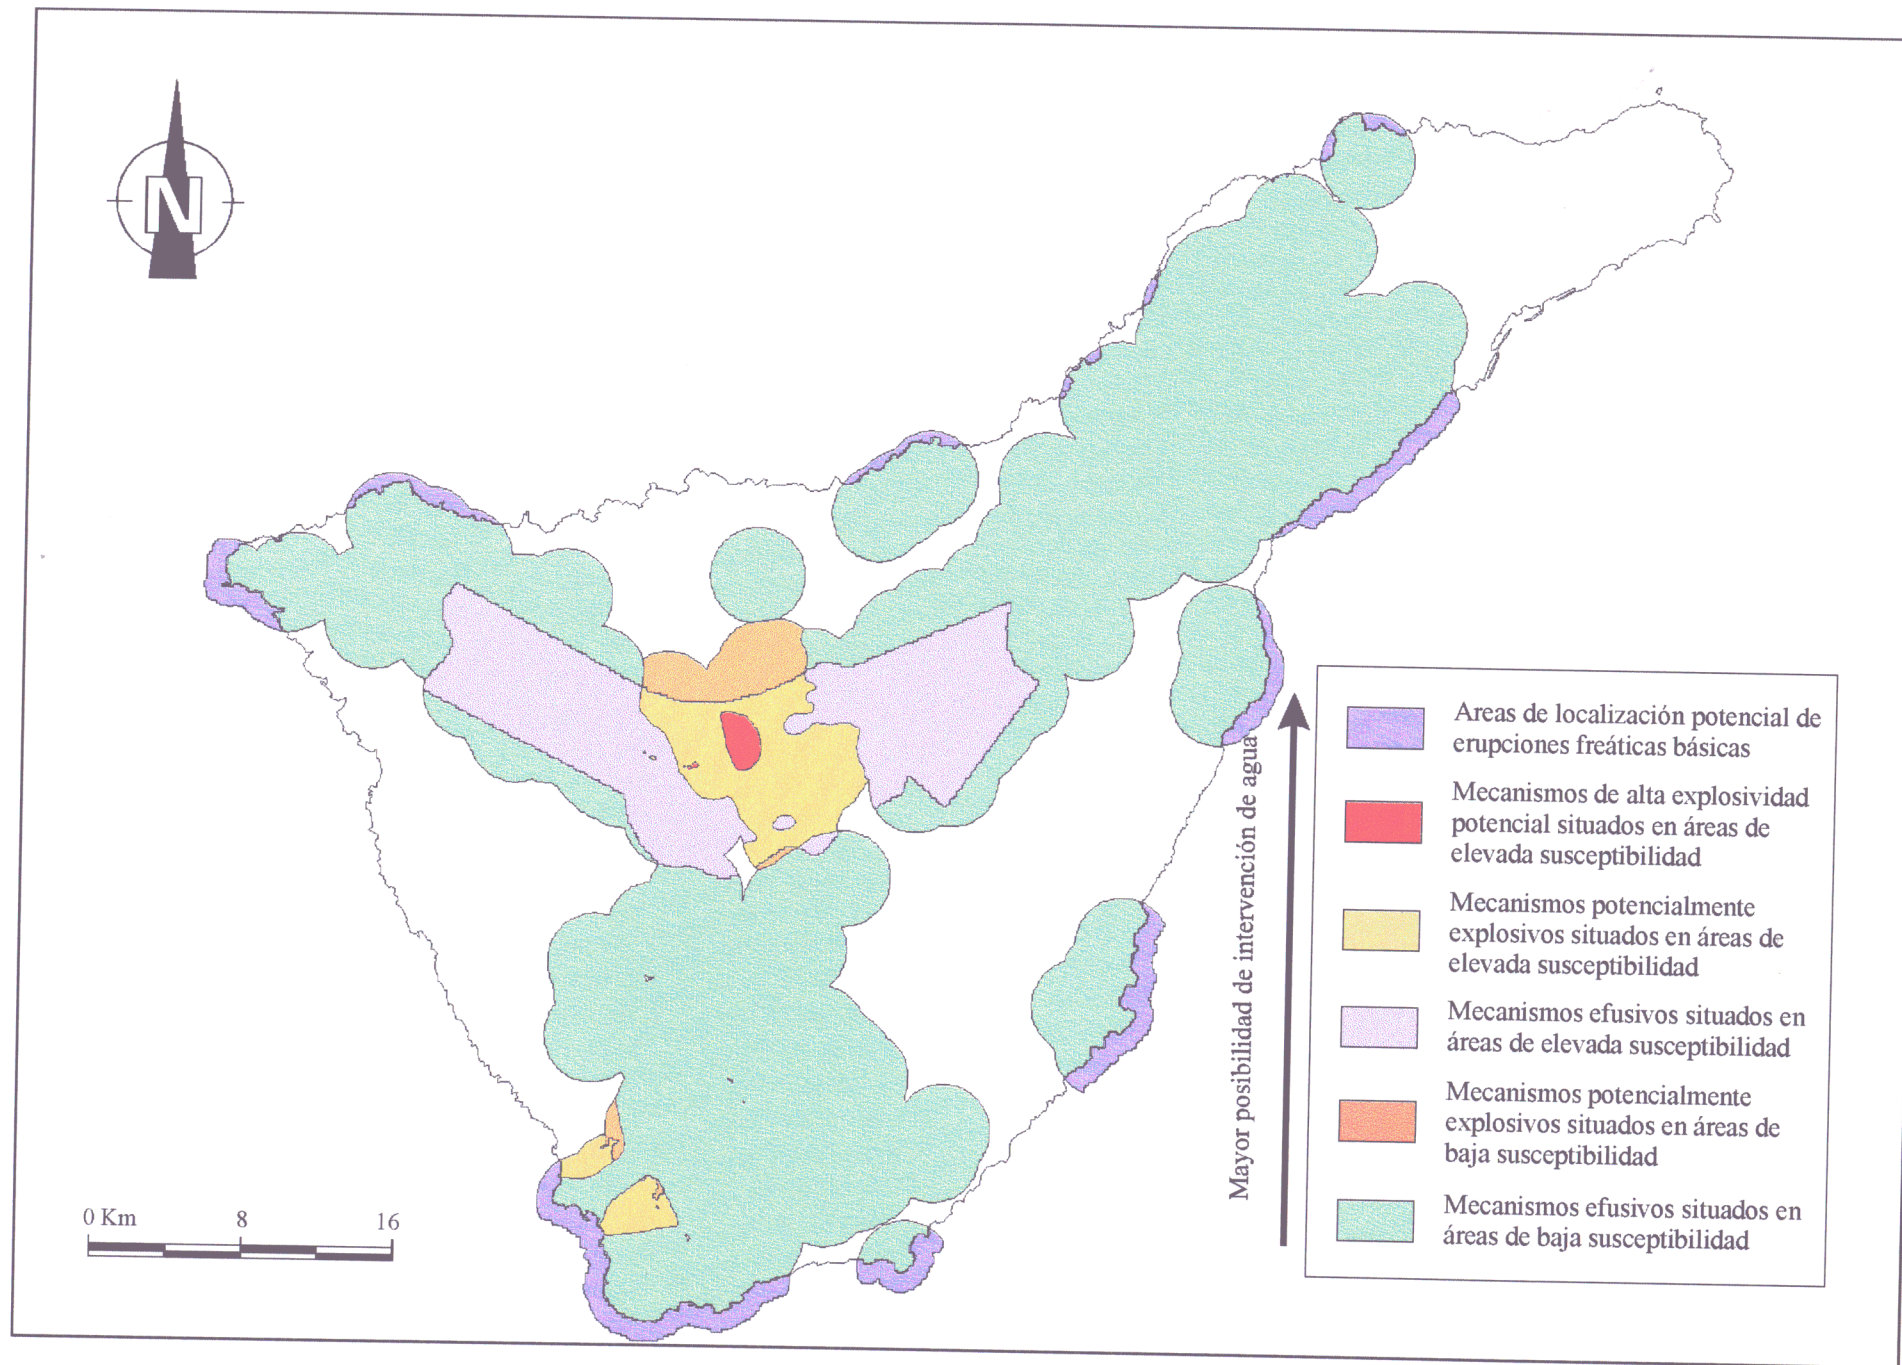 N
Areas de localización potencial de
erupciones freáticas básicas
Mecanismos de alta explosividad
potencial situados en áreas de
elevada susceptibilidad
Mecanismos potencialmente
explosivos situados en áreas de
elevada susceptibilidad
Mecanismos efusivos situados en
áreas de elevada susceptibilidad
Mecanismos potencialmente
explosivos situados en áreas de
baja susceptibilidad
Mecanismos efusivos situados en
áreas de baja susceptibilidad
Mayor posibilidad de intervención de agua
0 Km 8 16